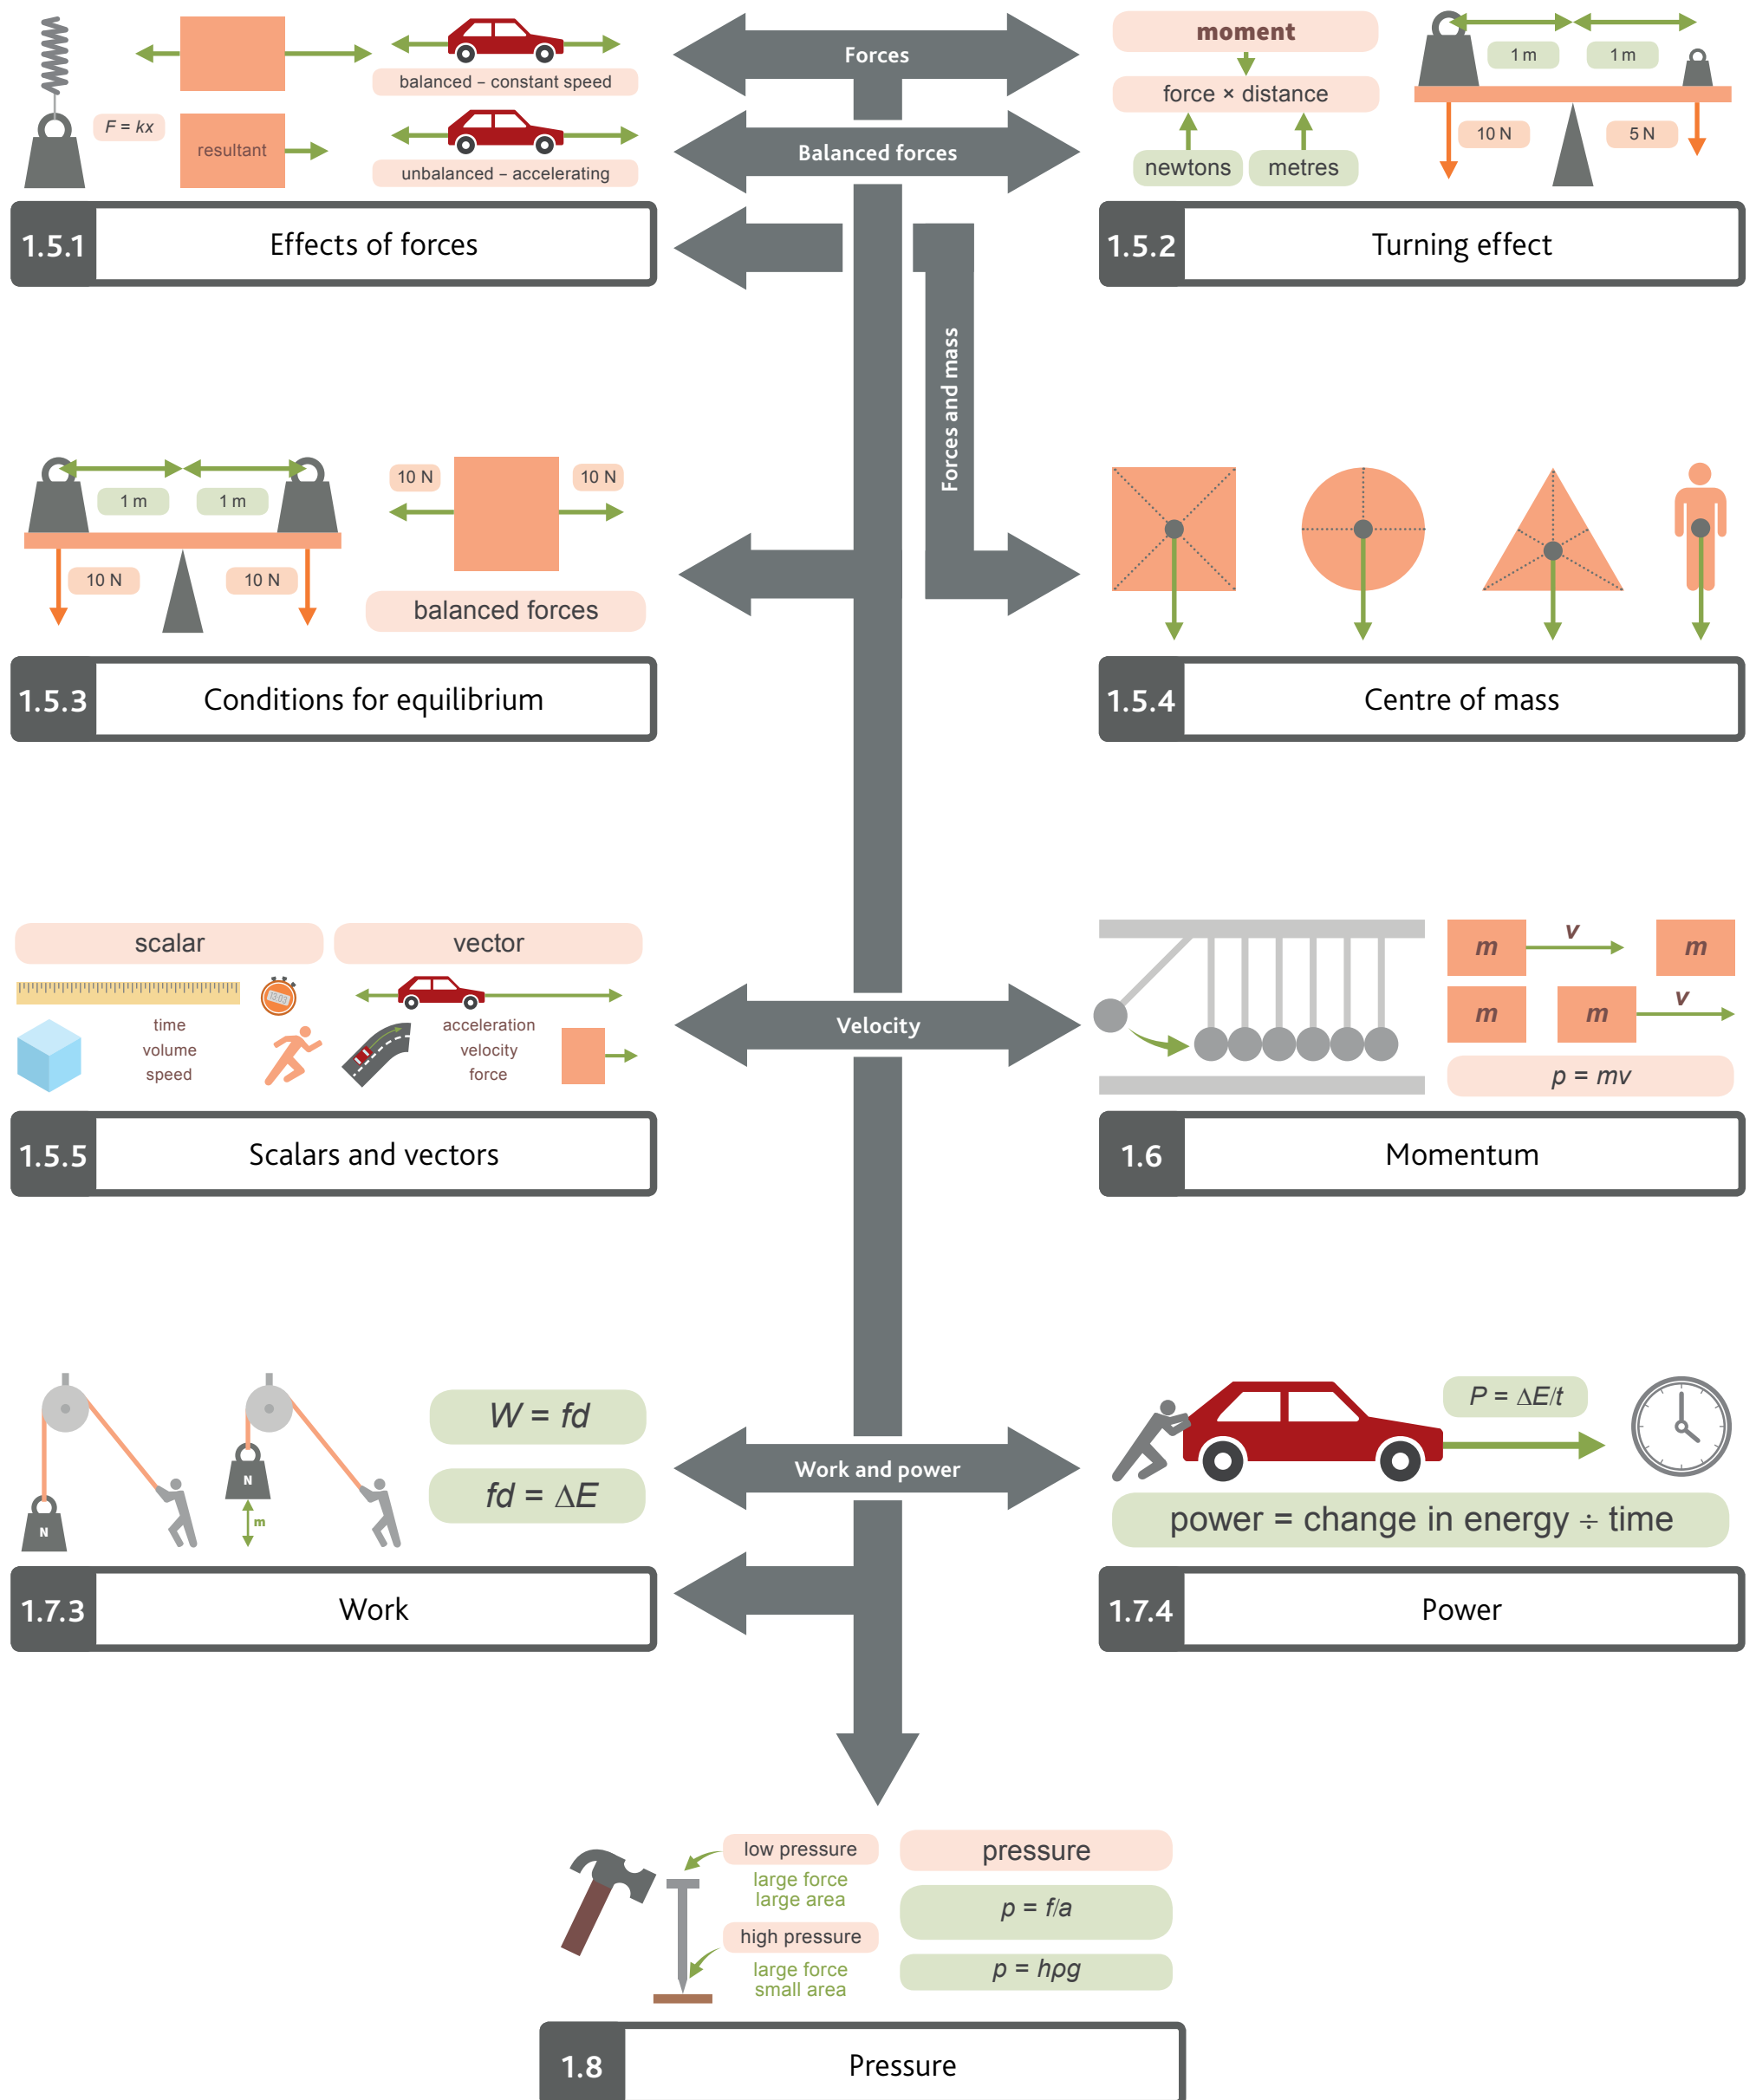 F = kx
resultant
balanced – constant speed
unbalanced – accelerating
1.5.1 Effects of forces
Forces
Balanced forces
moment
force × distance
newtons metres
1 m 1 m
10 N 5 N
1.5.2 Turning effect
Forces and mass
1 m 1 m
10 N 10 N
10 N 10 N
balanced forces
1.5.3 Conditions for equilibrium
1.5.4 Centre of mass
scalar vector
time
volume
speed
acceleration
velocity
force
1.5.5 Scalars and vectors
Velocity
m v m
m m v
p = mv
1.6 Momentum
N
N
m
W = fd
fd = ΔE
1.7.3 Work
Work and power
P = ΔE/t
power = change in energy ÷ time
1.7.4 Power
low pressure
large force
large area
high pressure
large force
small area
pressure
p = f/a
p = hρg
1.8 Pressure